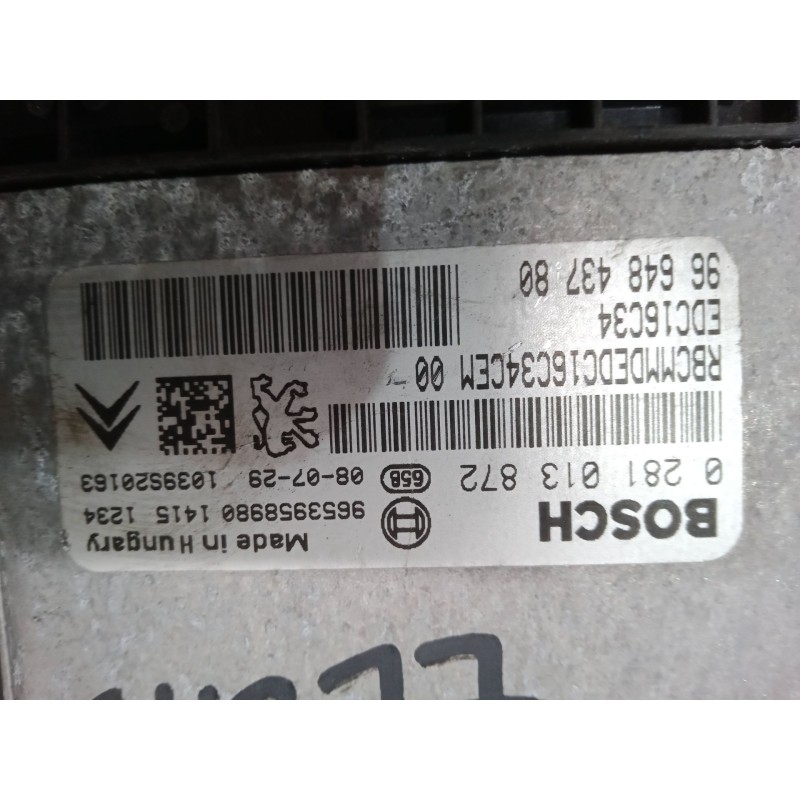 BOSCH
Made in Hungary
9653958980 1415 1234
0 281 013 872
65B
08-07-29 1039S20163
RBCMMDEDC16C34CEM 00
EDC16C34
96 648 437 80